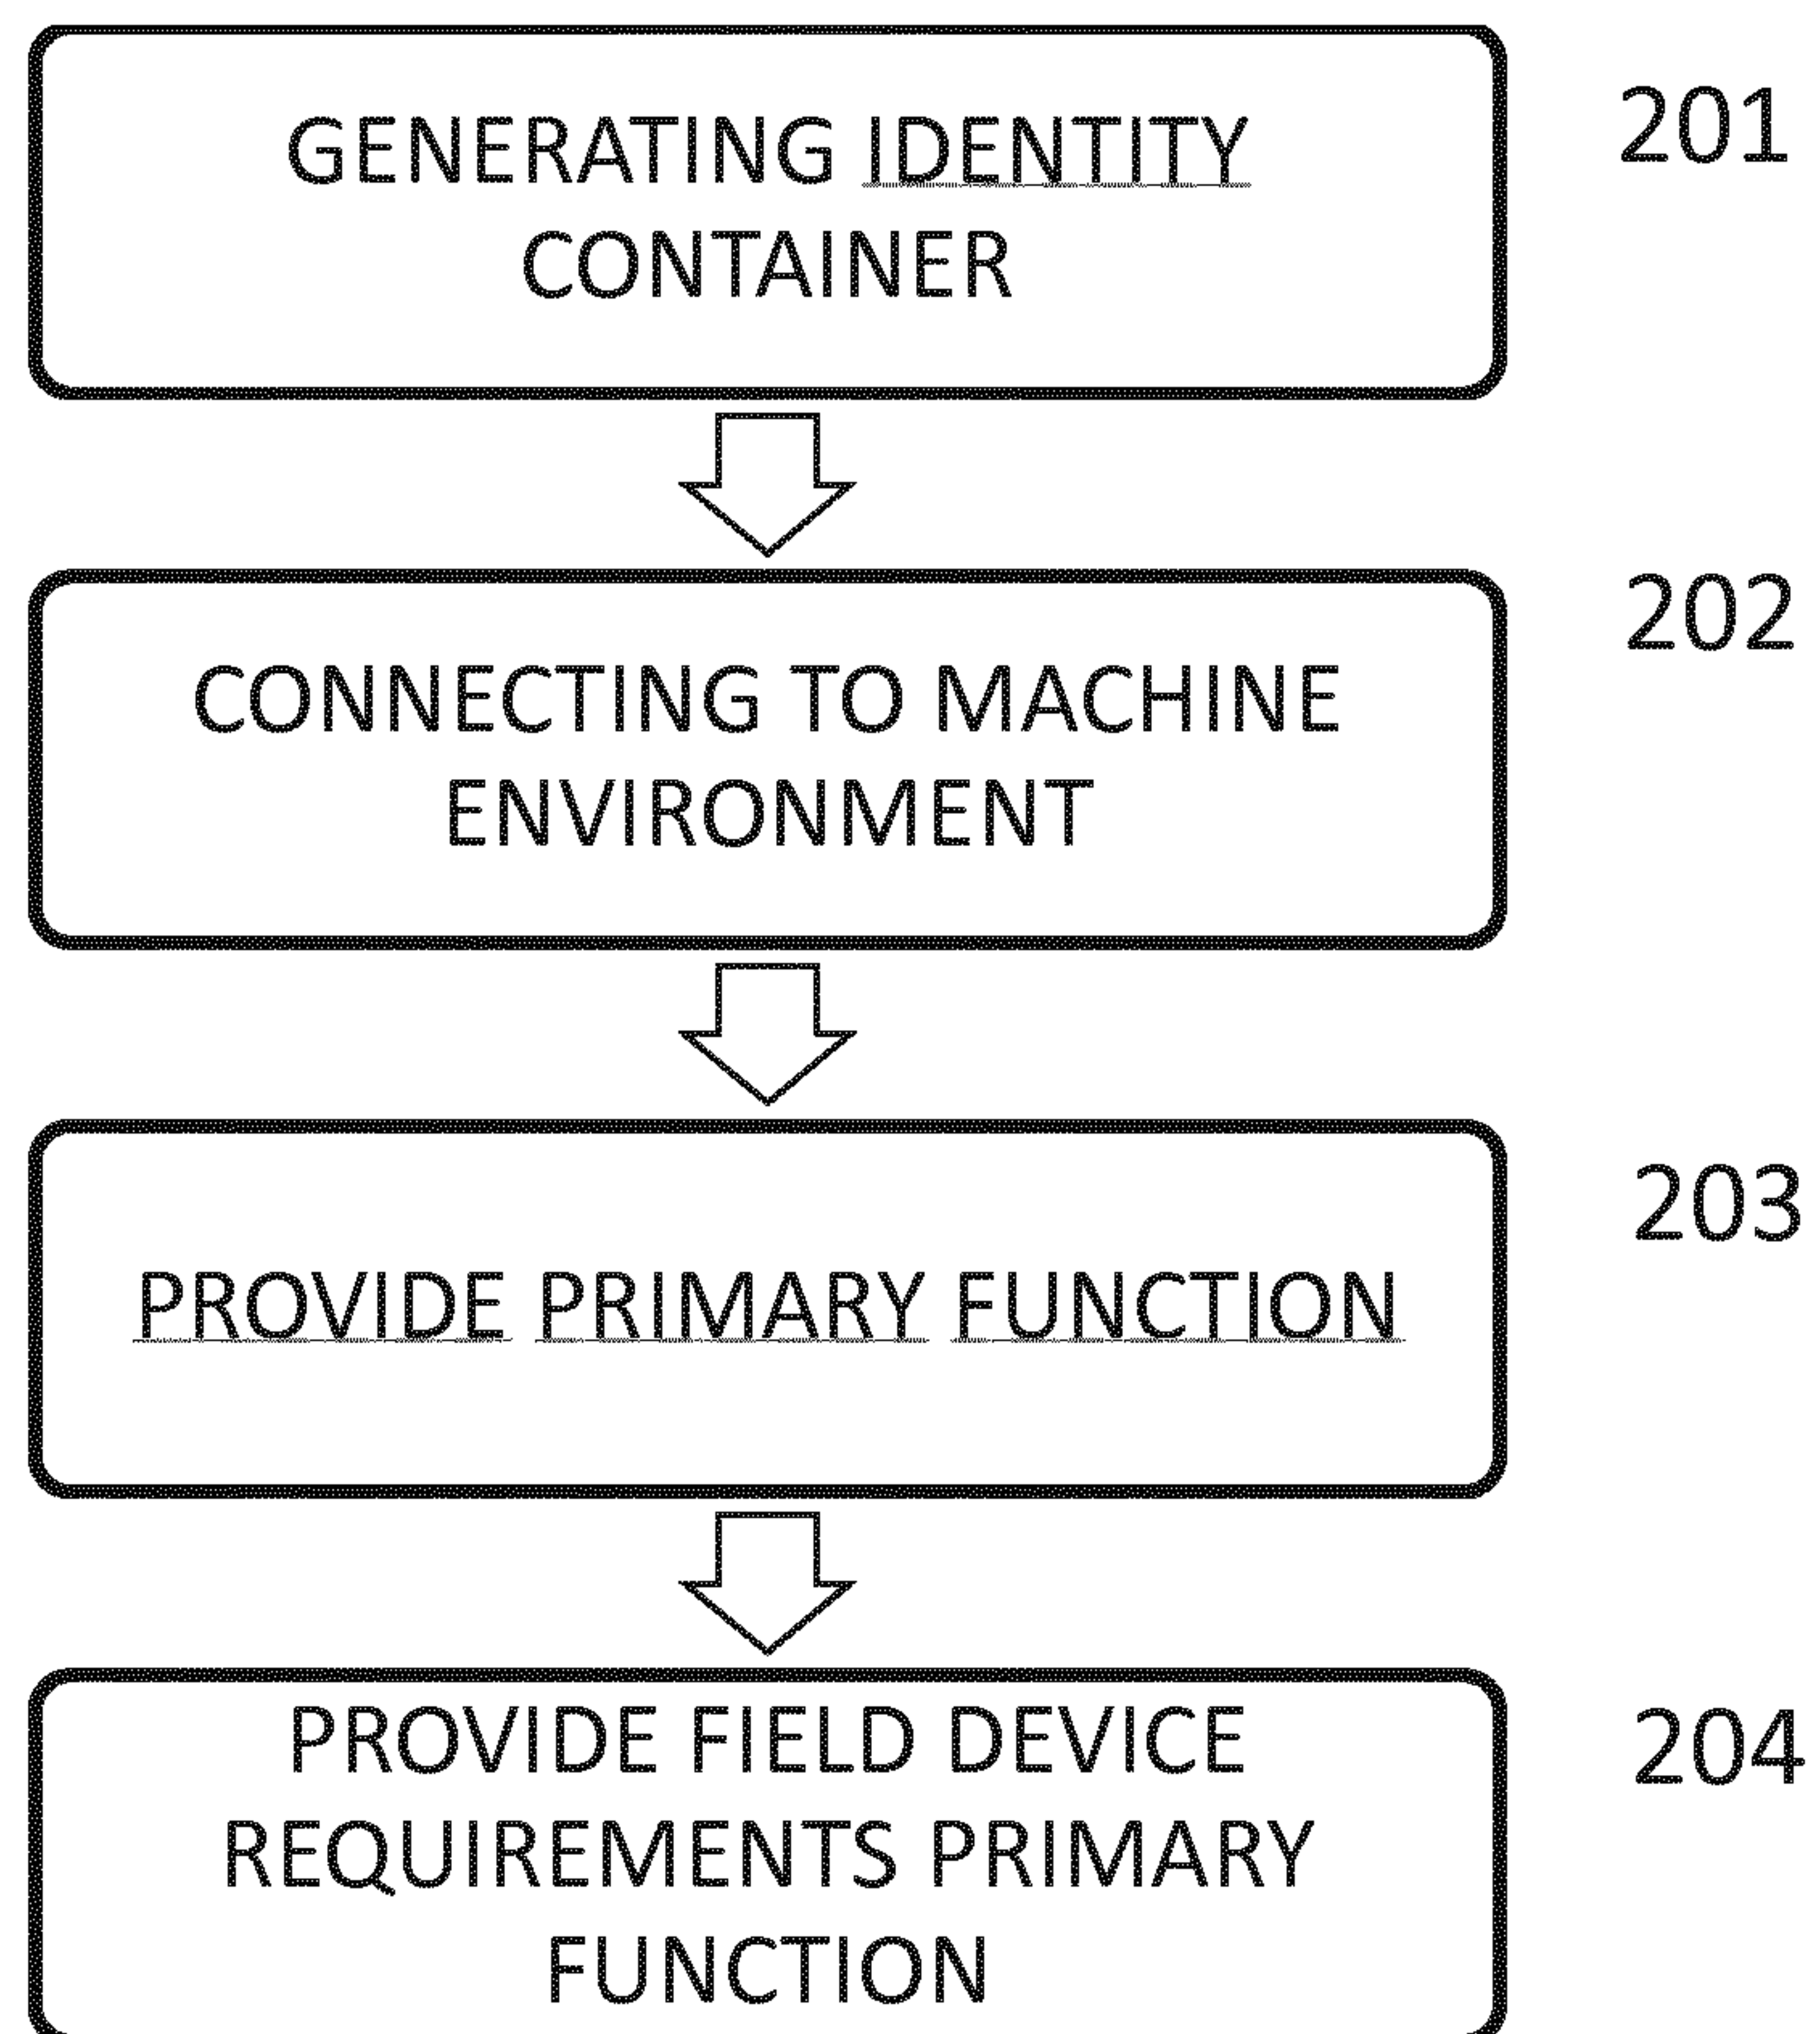 GENERATING IDENTITY
CONTAINER
201
CONNECTING TO MACHINE
ENVIRONMENT
202
PROVIDE PRIMARY FUNCTION
203
PROVIDE FIELD DEVICE
REQUIREMENTS PRIMARY
FUNCTION
204